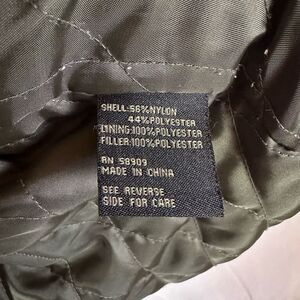 SHELL:56%NYLON
44%POLYESTER
LINING:100%POLYESTER
FILLER:100%POLYESTER
RN 58909
MADE IN CHINA
SEE REVERSE
SIDE FOR CARE